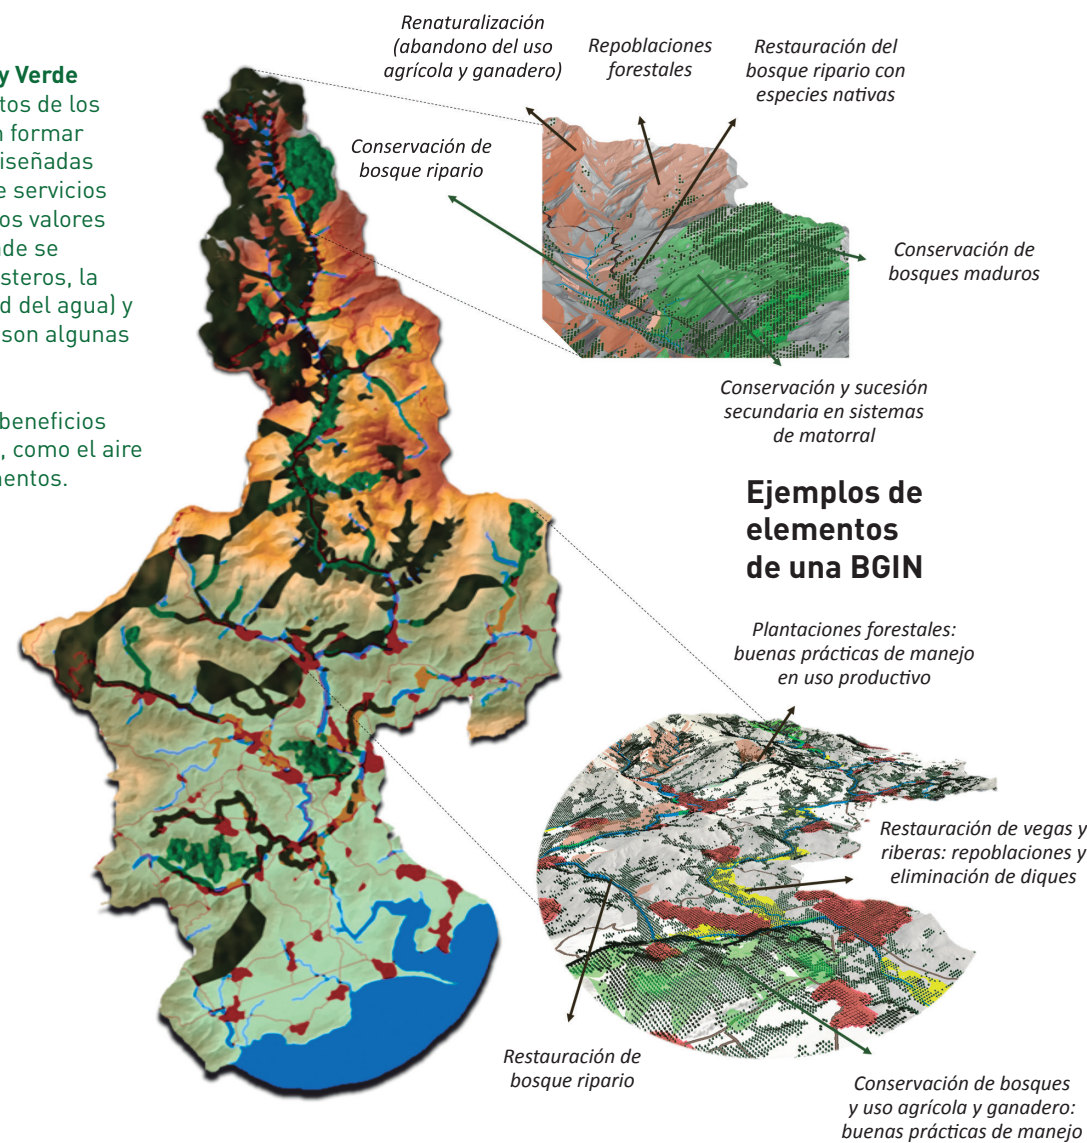 y Verde
tos de los
n formar
iseñadas
e servicios
os valores
nde se
steros, la
d del agua) y
son algunas
beneficios
, como el aire
nentos.
Renaturalización
(abandono del uso
agrícola y ganadero)
Repoblaciones
forestales
Restauración del
bosque ripario con
especies nativas
Conservación de
bosque ripario
Conservación de
bosques maduros
Conservación y sucesión
secundaria en sistemas
de matorral
Ejemplos de
elementos
de una BGIN
Plantaciones forestales:
buenas prácticas de manejo
en uso productivo
Restauración de vegas y
riberas: repoblaciones y
eliminación de diques
Restauración de
bosque ripario
Conservación de bosques
y uso agrícola y ganadero:
buenas prácticas de manejo